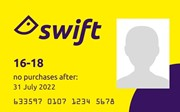 swift
16-18
no purchases after:
31 July 2022
633597 0107 1234 5678